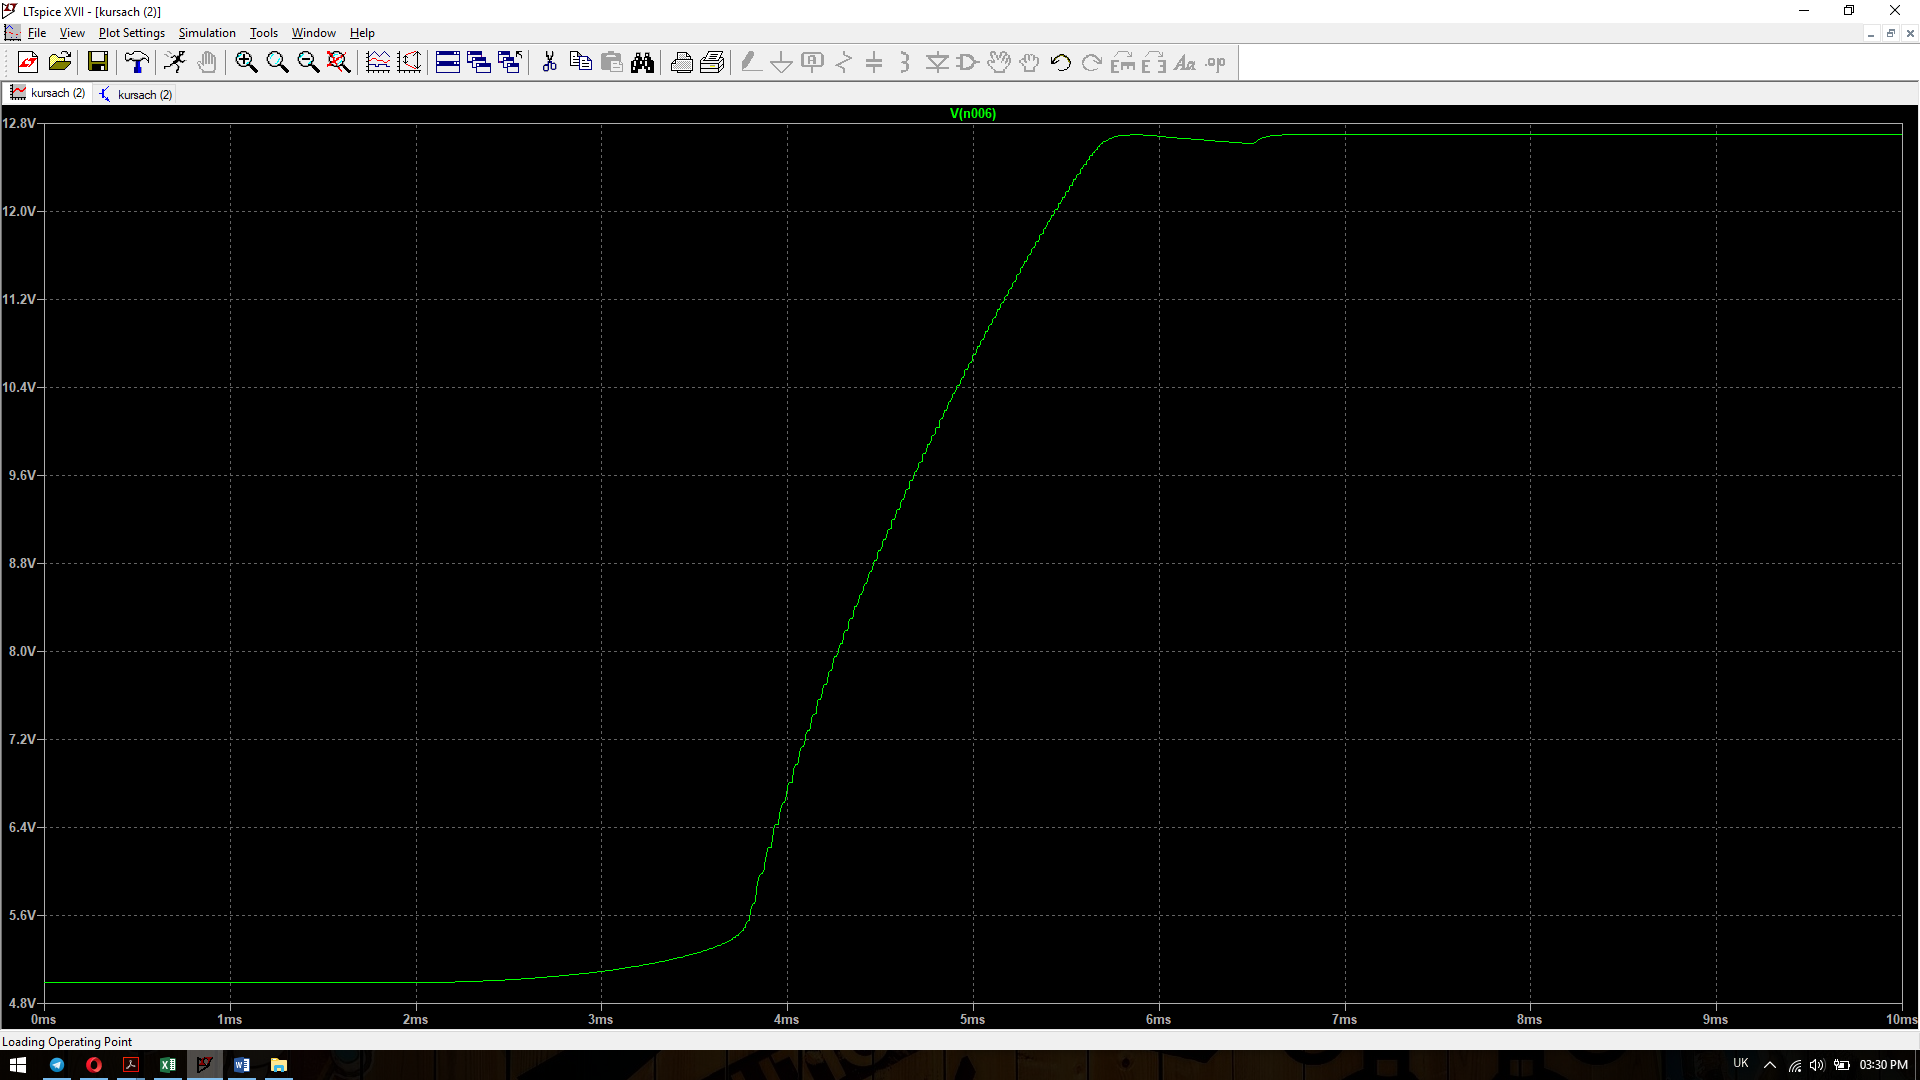 LTspice XVII - [kursach (2)]
File View Plot Settings Simulation Tools Window Help
Aa .op
kursach (2) kursach (2)
V(n006)
12.8V
12.0V
11.2V
10.4V
9.6V
8.8V
8.0V
7.2V
6.4V
5.6V
4.8V
0ms 1ms 2ms 3ms 4ms 5ms 6ms 7ms 8ms 9ms 10ms
Loading Operating Point
UK 03:30 PM